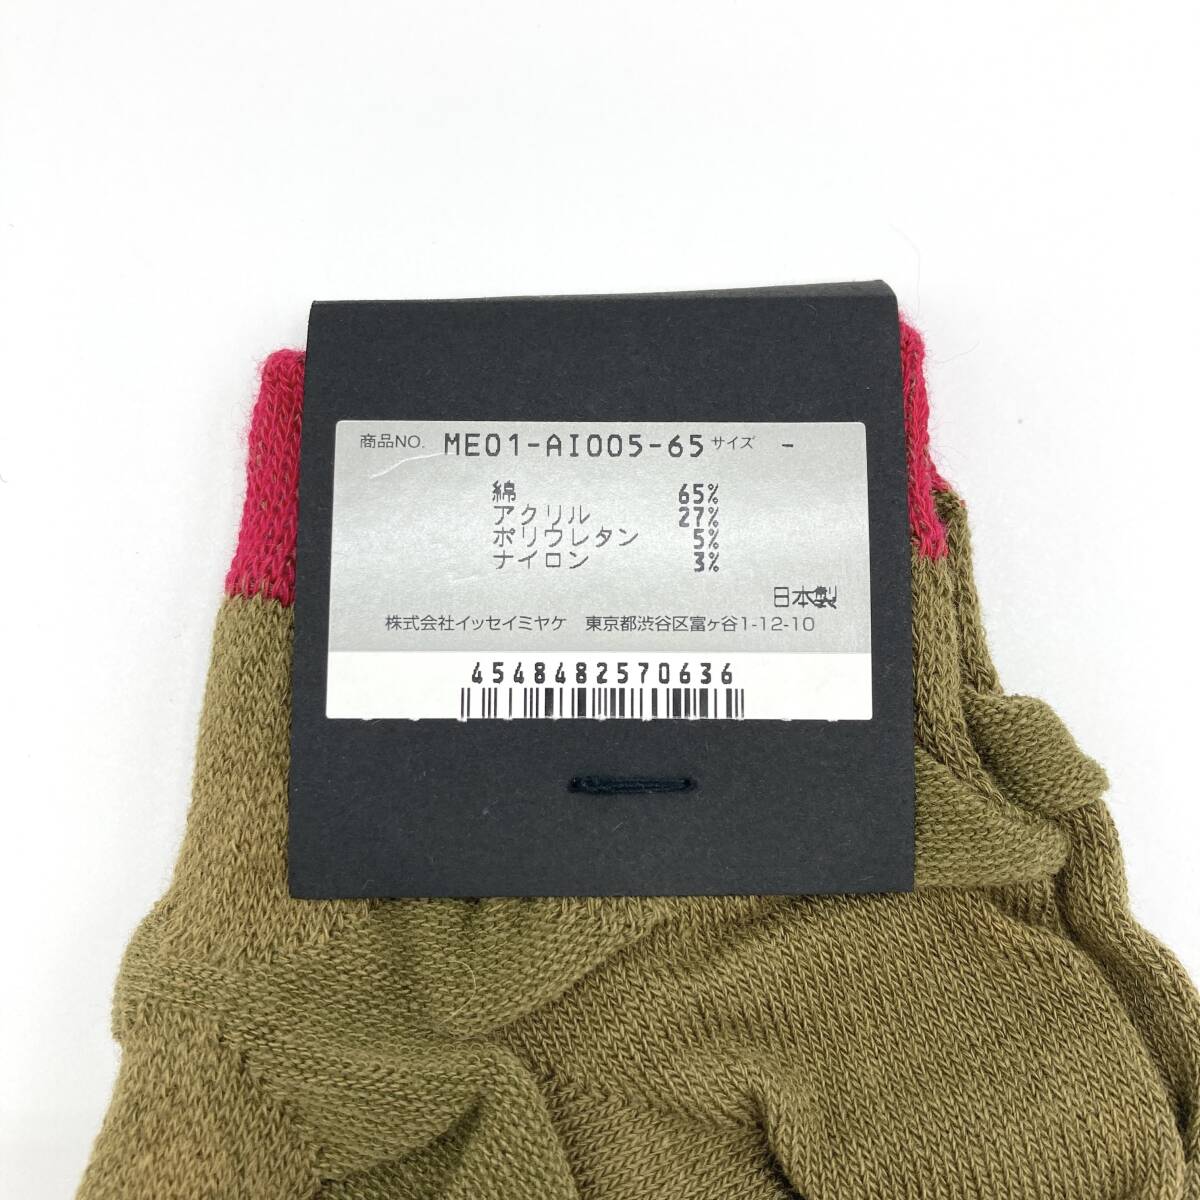 商品NO. ME01-AI005-65 サイズ -
綿 65%
アクリル 27%
ポリウレタン 5%
ナイロン 3%
日本製
株式会社イッセイミヤケ 東京都渋谷区富ヶ谷1-12-10
4548482570636